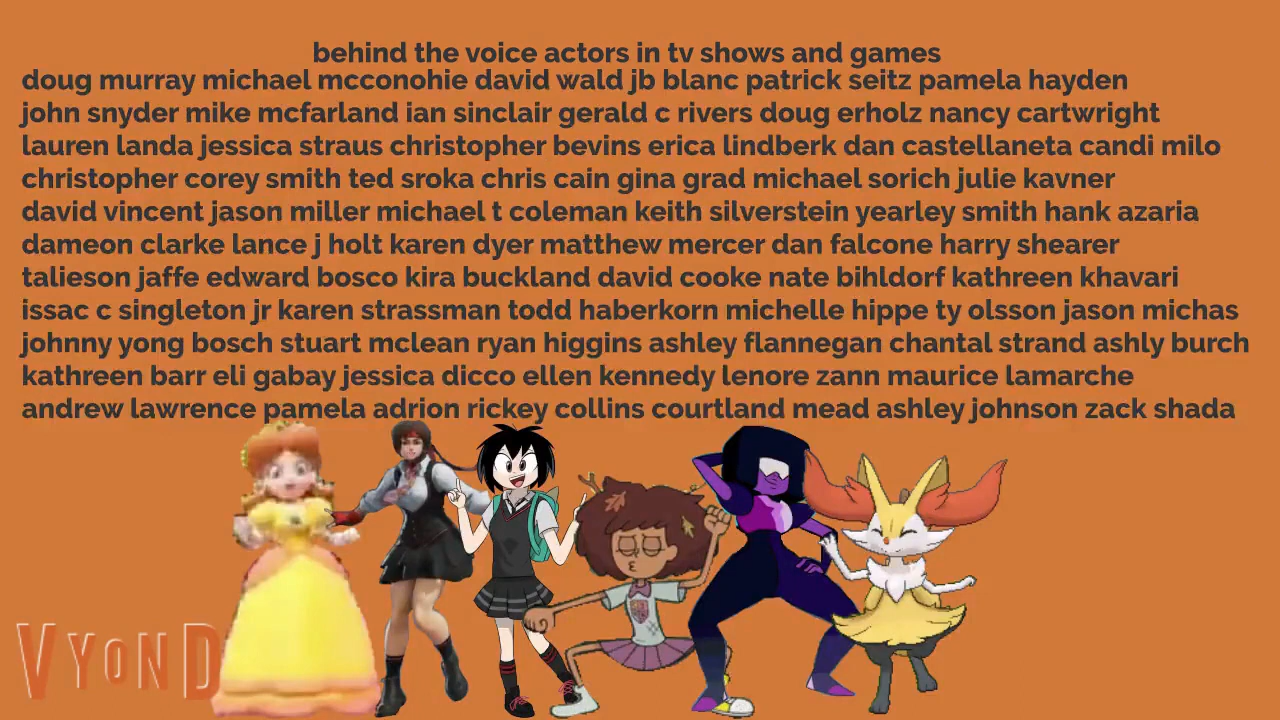 behind the voice actors in tv shows and games
doug murray michael mcconohie david wald jb blanc patrick seitz pamela hayden
john snyder mike mcfarland ian sinclair gerald c rivers doug erholz nancy cartwright
lauren landa jessica straus christopher bevins erica lindberk dan castellaneta candi milo
christopher corey smith ted sroka chris cain gina grad michael sorich julie kavner
david vincent jason miller michael t coleman keith silverstein yearley smith hank azaria
dameon clarke lance j holt karen dyer matthew mercer dan falcone harry shearer
talieson jaffe edward bosco kira buckland david cooke nate bihldorf kathreen khavari
issac c singleton jr karen strassman todd haberkorn michelle hippe ty olsson jason michas
johnny yong bosch stuart mclean ryan higgins ashley flannegan chantal strand ashly burch
kathreen barr eli gabay jessica dicco ellen kennedy lenore zann maurice lamarche
andrew lawrence pamela adrion rickey collins courtland mead ashley johnson zack shada
VYOND